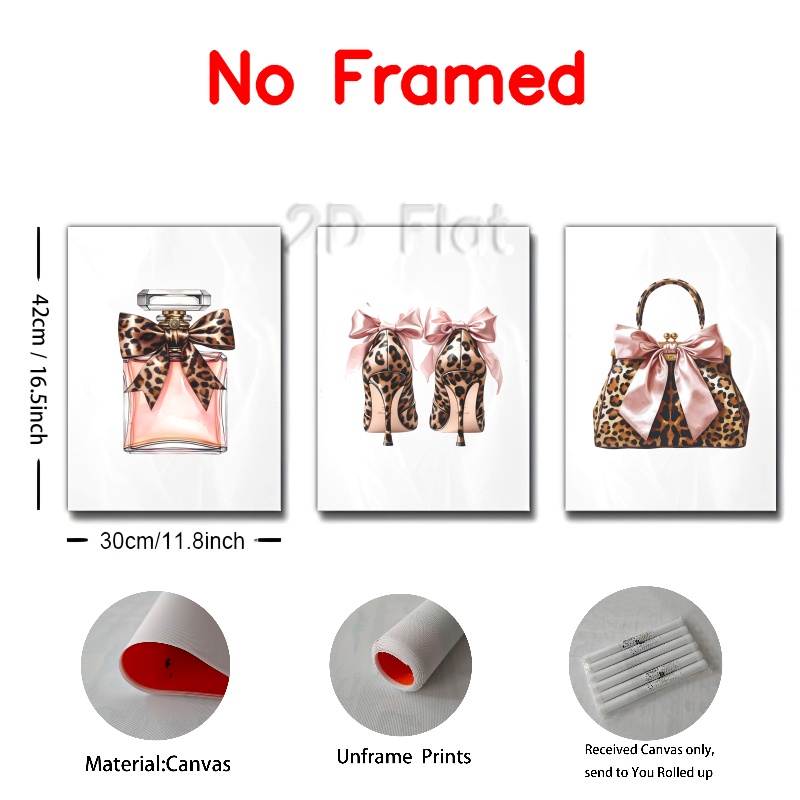 No Framed
2D Flat
42cm / 16.5inch
30cm/11.8inch
Material:Canvas
Unframe Prints
Received Canvas only,
send to You Rolled up